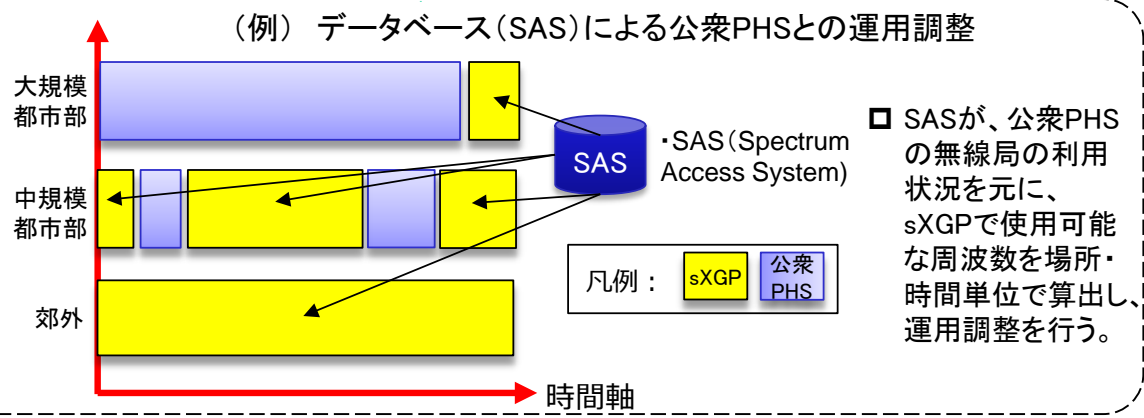 (例) データベース(SAS)による公衆PHSとの運用調整
大規模
都市部
中規模
都市部
郊外
時間軸
SAS
・SAS(Spectrum
Access System)
凡例：
sXGP
公衆
PHS
□ SASが、公衆PHS
の無線局の利用
状況を元に、
sXGPで使用可能
な周波数を場所・
時間単位で算出し、
運用調整を行う。